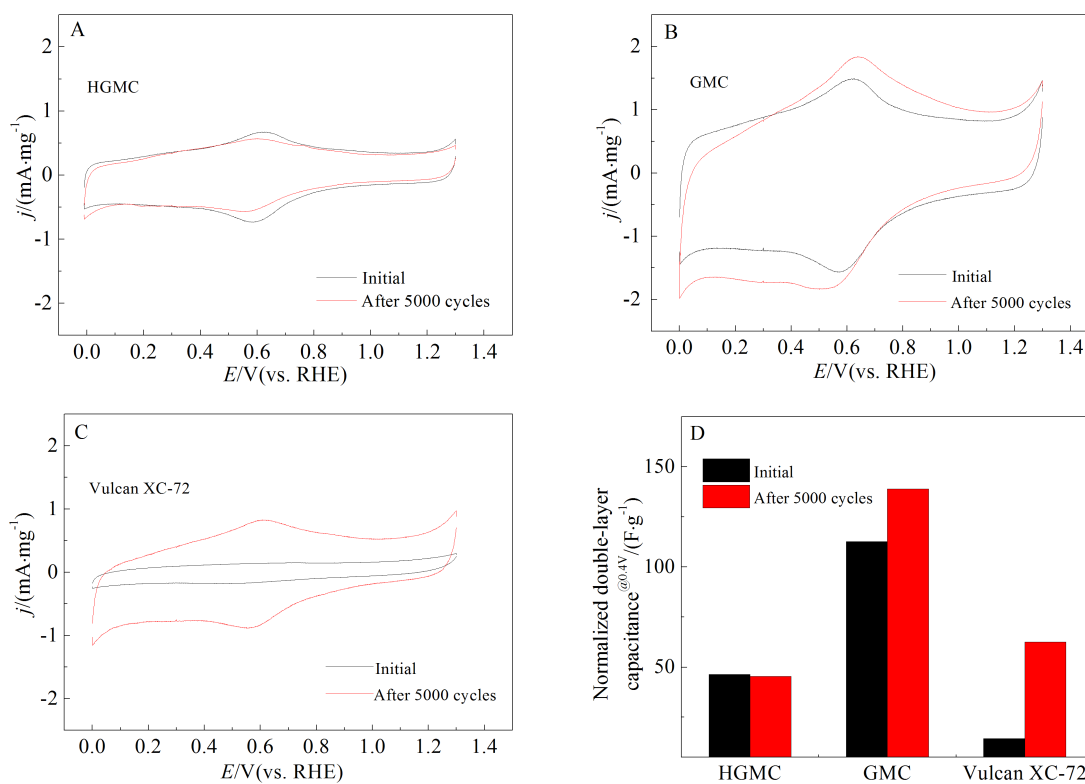 A
HGMC
2
1
0
-1
-2
j/(mA·mg⁻¹)
Initial
After 5000 cycles
0.0 0.2 0.4 0.6 0.8 1.0 1.2 1.4
E/V(vs. RHE)
B
GMC
2
1
0
-1
-2
j/(mA·mg⁻¹)
Initial
After 5000 cycles
0.0 0.2 0.4 0.6 0.8 1.0 1.2 1.4
E/V(vs. RHE)
C
Vulcan XC-72
2
1
0
-1
-2
j/(mA·mg⁻¹)
Initial
After 5000 cycles
0.0 0.2 0.4 0.6 0.8 1.0 1.2 1.4
E/V(vs. RHE)
D
Initial
After 5000 cycles
150
100
50
Normalized double-layer
capacitance@0.4V/(F·g⁻¹)
HGMC GMC Vulcan XC-72